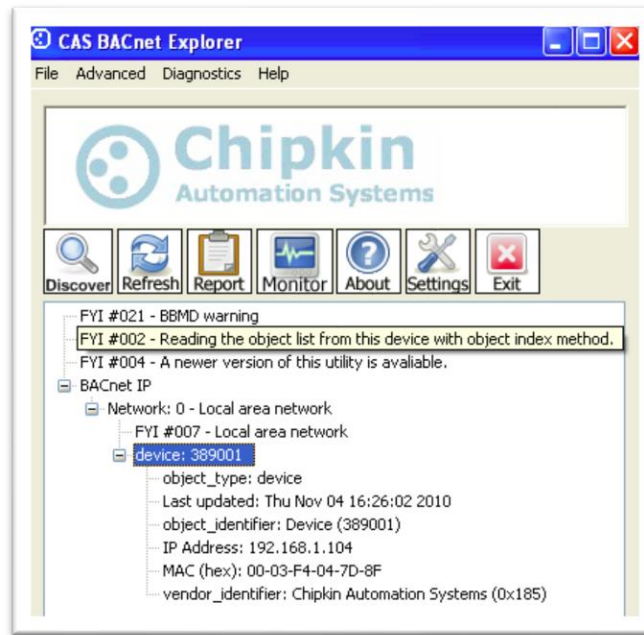 CAS BACnet Explorer
File Advanced Diagnostics Help
Chipkin
Automation Systems
Discover Refresh Report Monitor About Settings Exit
FYI #021 - BBMD warning
FYI #002 - Reading the object list from this device with object index method.
FYI #004 - A newer version of this utility is avaliable.
BACnet IP
Network: 0 - Local area network
FYI #007 - Local area network
device: 389001
object_type: device
Last updated: Thu Nov 04 16:26:02 2010
object_identifier: Device (389001)
IP Address: 192.168.1.104
MAC (hex): 00-03-F4-04-7D-8F
vendor_identifier: Chipkin Automation Systems (0x185)